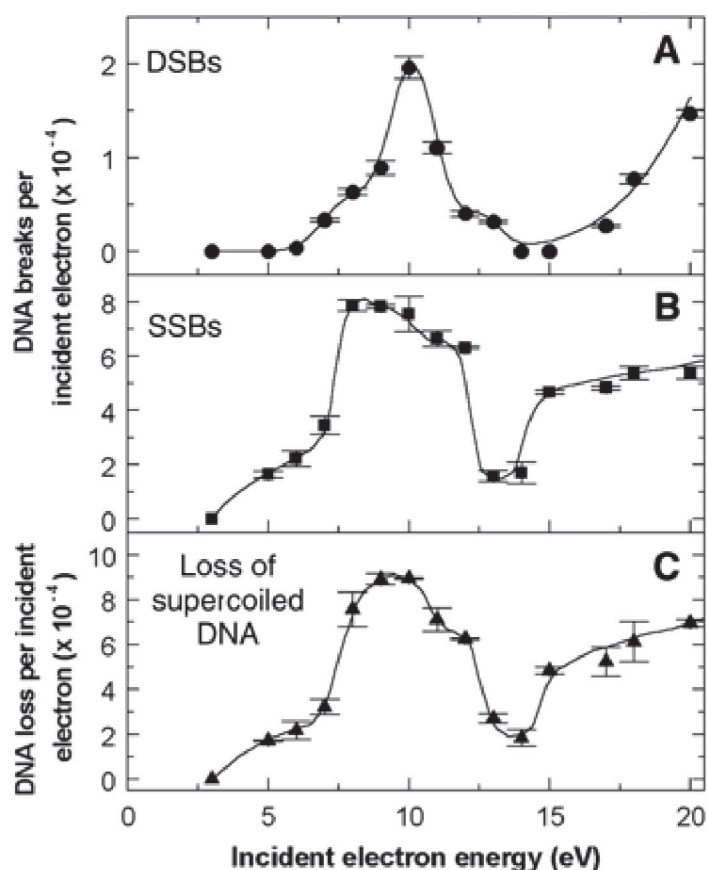 DNA breaks per
incident electron (x 10⁻⁴)
DSBs
A
2
1
0
SSBs
B
8
6
4
2
0
DNA loss per incident
electron (x 10⁻⁴)
Loss of
supercoiled
DNA
C
10
8
6
4
2
0
0 5 10 15 20
Incident electron energy (eV)